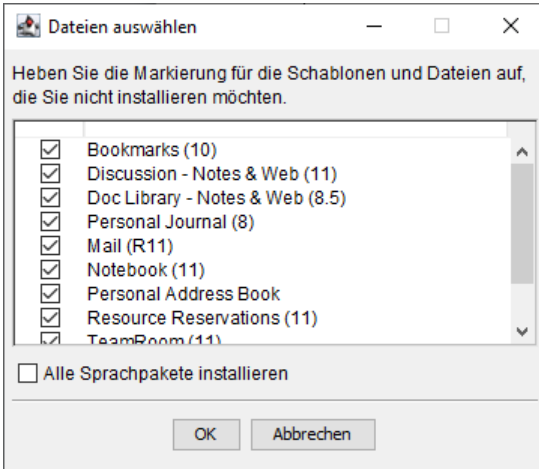 Dateien auswählen
Heben Sie die Markierung für die Schablonen und Dateien auf,
die Sie nicht installieren möchten.
Bookmarks (10)
Discussion - Notes & Web (11)
Doc Library - Notes & Web (8.5)
Personal Journal (8)
Mail (R11)
Notebook (11)
Personal Address Book
Resource Reservations (11)
TeamRoom (11)
Alle Sprachpakete installieren
OK Abbrechen